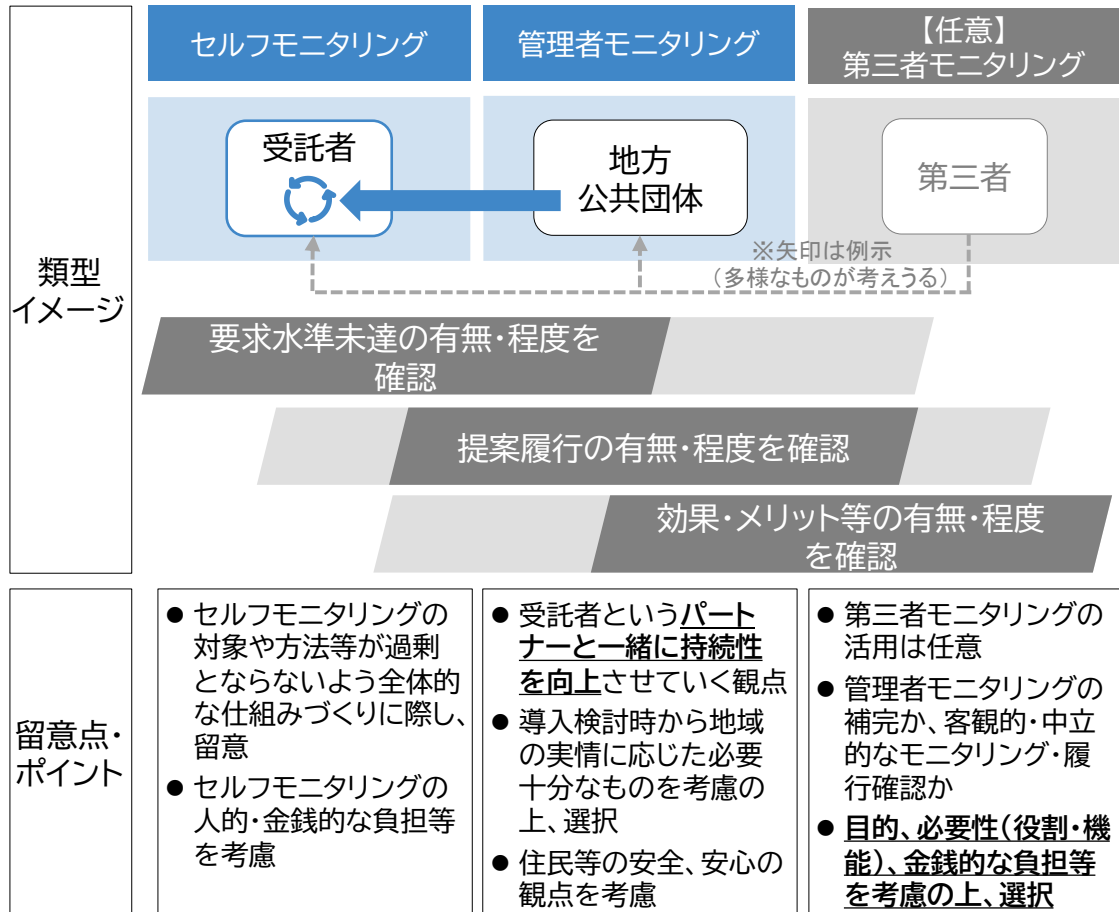 セルフモニタリング
管理者モニタリング
【任意】
第三者モニタリング
類型
イメージ
受託者
地方
公共団体
第三者
※矢印は例示
（多様なものが考えうる）
要求水準未達の有無・程度を
確認
提案履行の有無・程度を確認
効果・メリット等の有無・程度
を確認
留意点・
ポイント
● セルフモニタリングの
対象や方法等が過剰
とならないよう全体的
な仕組みづくりに際し、
留意
● セルフモニタリングの
人的・金銭的な負担等
を考慮
● 受託者というパート
ナーと一緒に持続性
を向上させていく観点
● 導入検討時から地域
の実情に応じた必要
十分なものを考慮の
上、選択
● 住民等の安全、安心の
観点を考慮
● 第三者モニタリングの
活用は任意
● 管理者モニタリングの
補完か、客観的・中立
的なモニタリング・履
行確認か
● 目的、必要性（役割・機
能）、金銭的な負担等
を考慮の上、選択